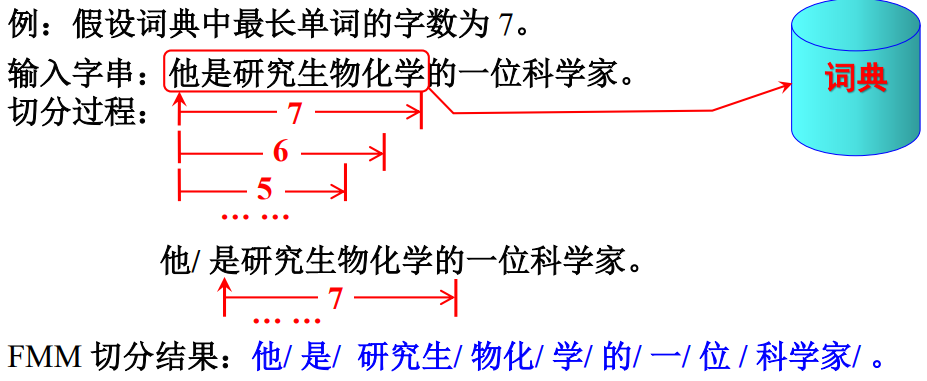 例：假设词典中最长单词的字数为 7。
输入字串：他是研究生物化学的一位科学家。
词典
切分过程：
7
6
5
… …
他/ 是研究生物化学的一位科学家。
7
… …
FMM 切分结果：他/ 是/ 研究生/ 物化/ 学/ 的/ 一/ 位 / 科学家/ 。